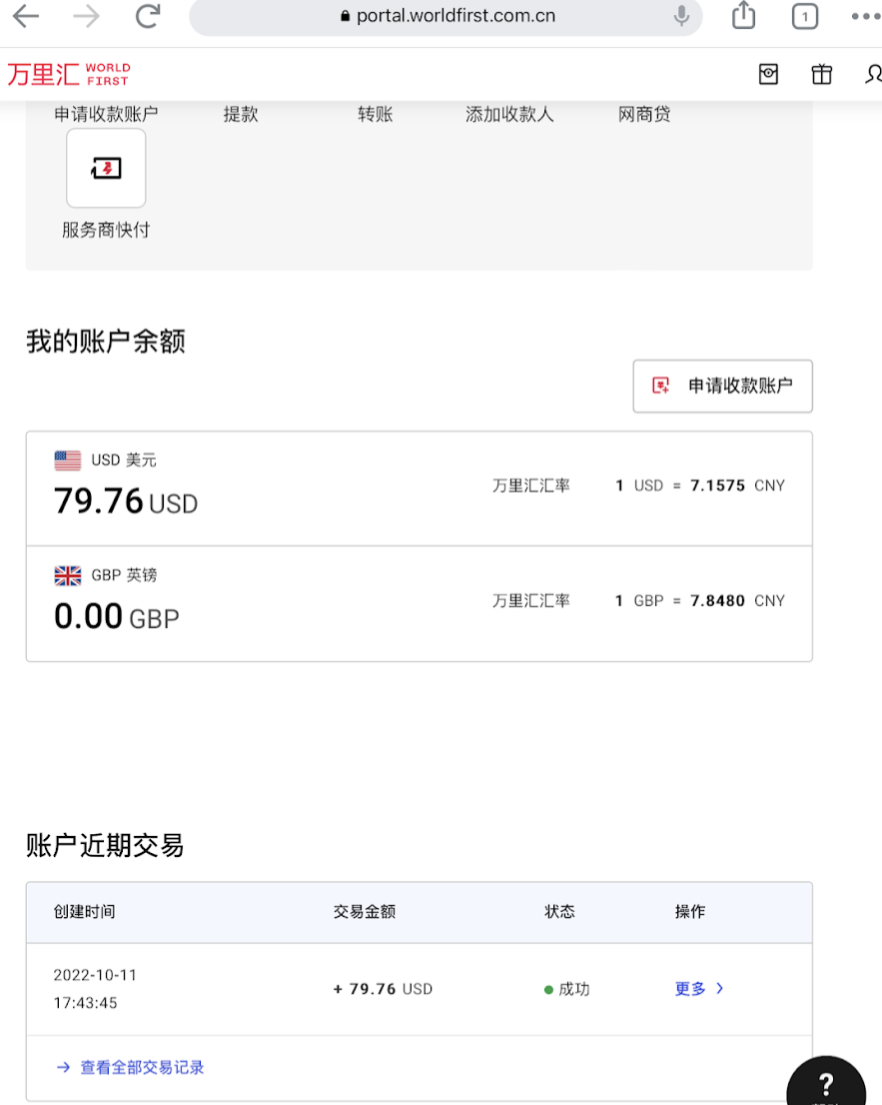 portal.worldfirst.com.cn
1
万里汇 WORLD FIRST
申请收款账户 提款 转账 添加收款人 网商贷
服务商快付
我的账户余额
申请收款账户
USD 美元
79.76 USD
万里汇汇率 1 USD = 7.1575 CNY
GBP 英镑
0.00 GBP
万里汇汇率 1 GBP = 7.8480 CNY
账户近期交易
创建时间 交易金额 状态 操作
2022-10-11
17:43:45
+ 79.76 USD 成功 更多 >
→ 查看全部交易记录
?